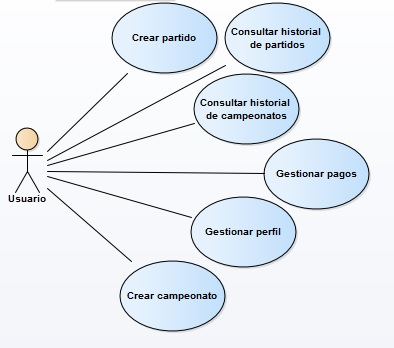 Crear partido
Consultar historial
de partidos
Consultar historial
de campeonatos
Gestionar pagos
Usuario
Gestionar perfil
Crear campeonato